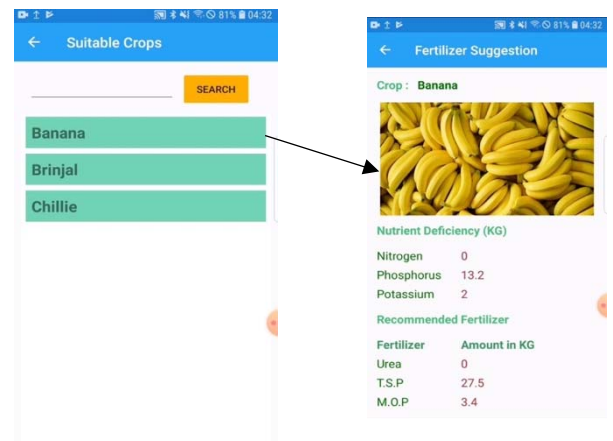 81% 04:32
Suitable Crops
SEARCH
Banana
Brinjal
Chillie
81% 04:32
Fertilizer Suggestion
Crop : Banana
Nutrient Deficiency (KG)
Nitrogen 0
Phosphorus 13.2
Potassium 2
Recommended Fertilizer
Fertilizer Amount in KG
Urea 0
T.S.P 27.5
M.O.P 3.4